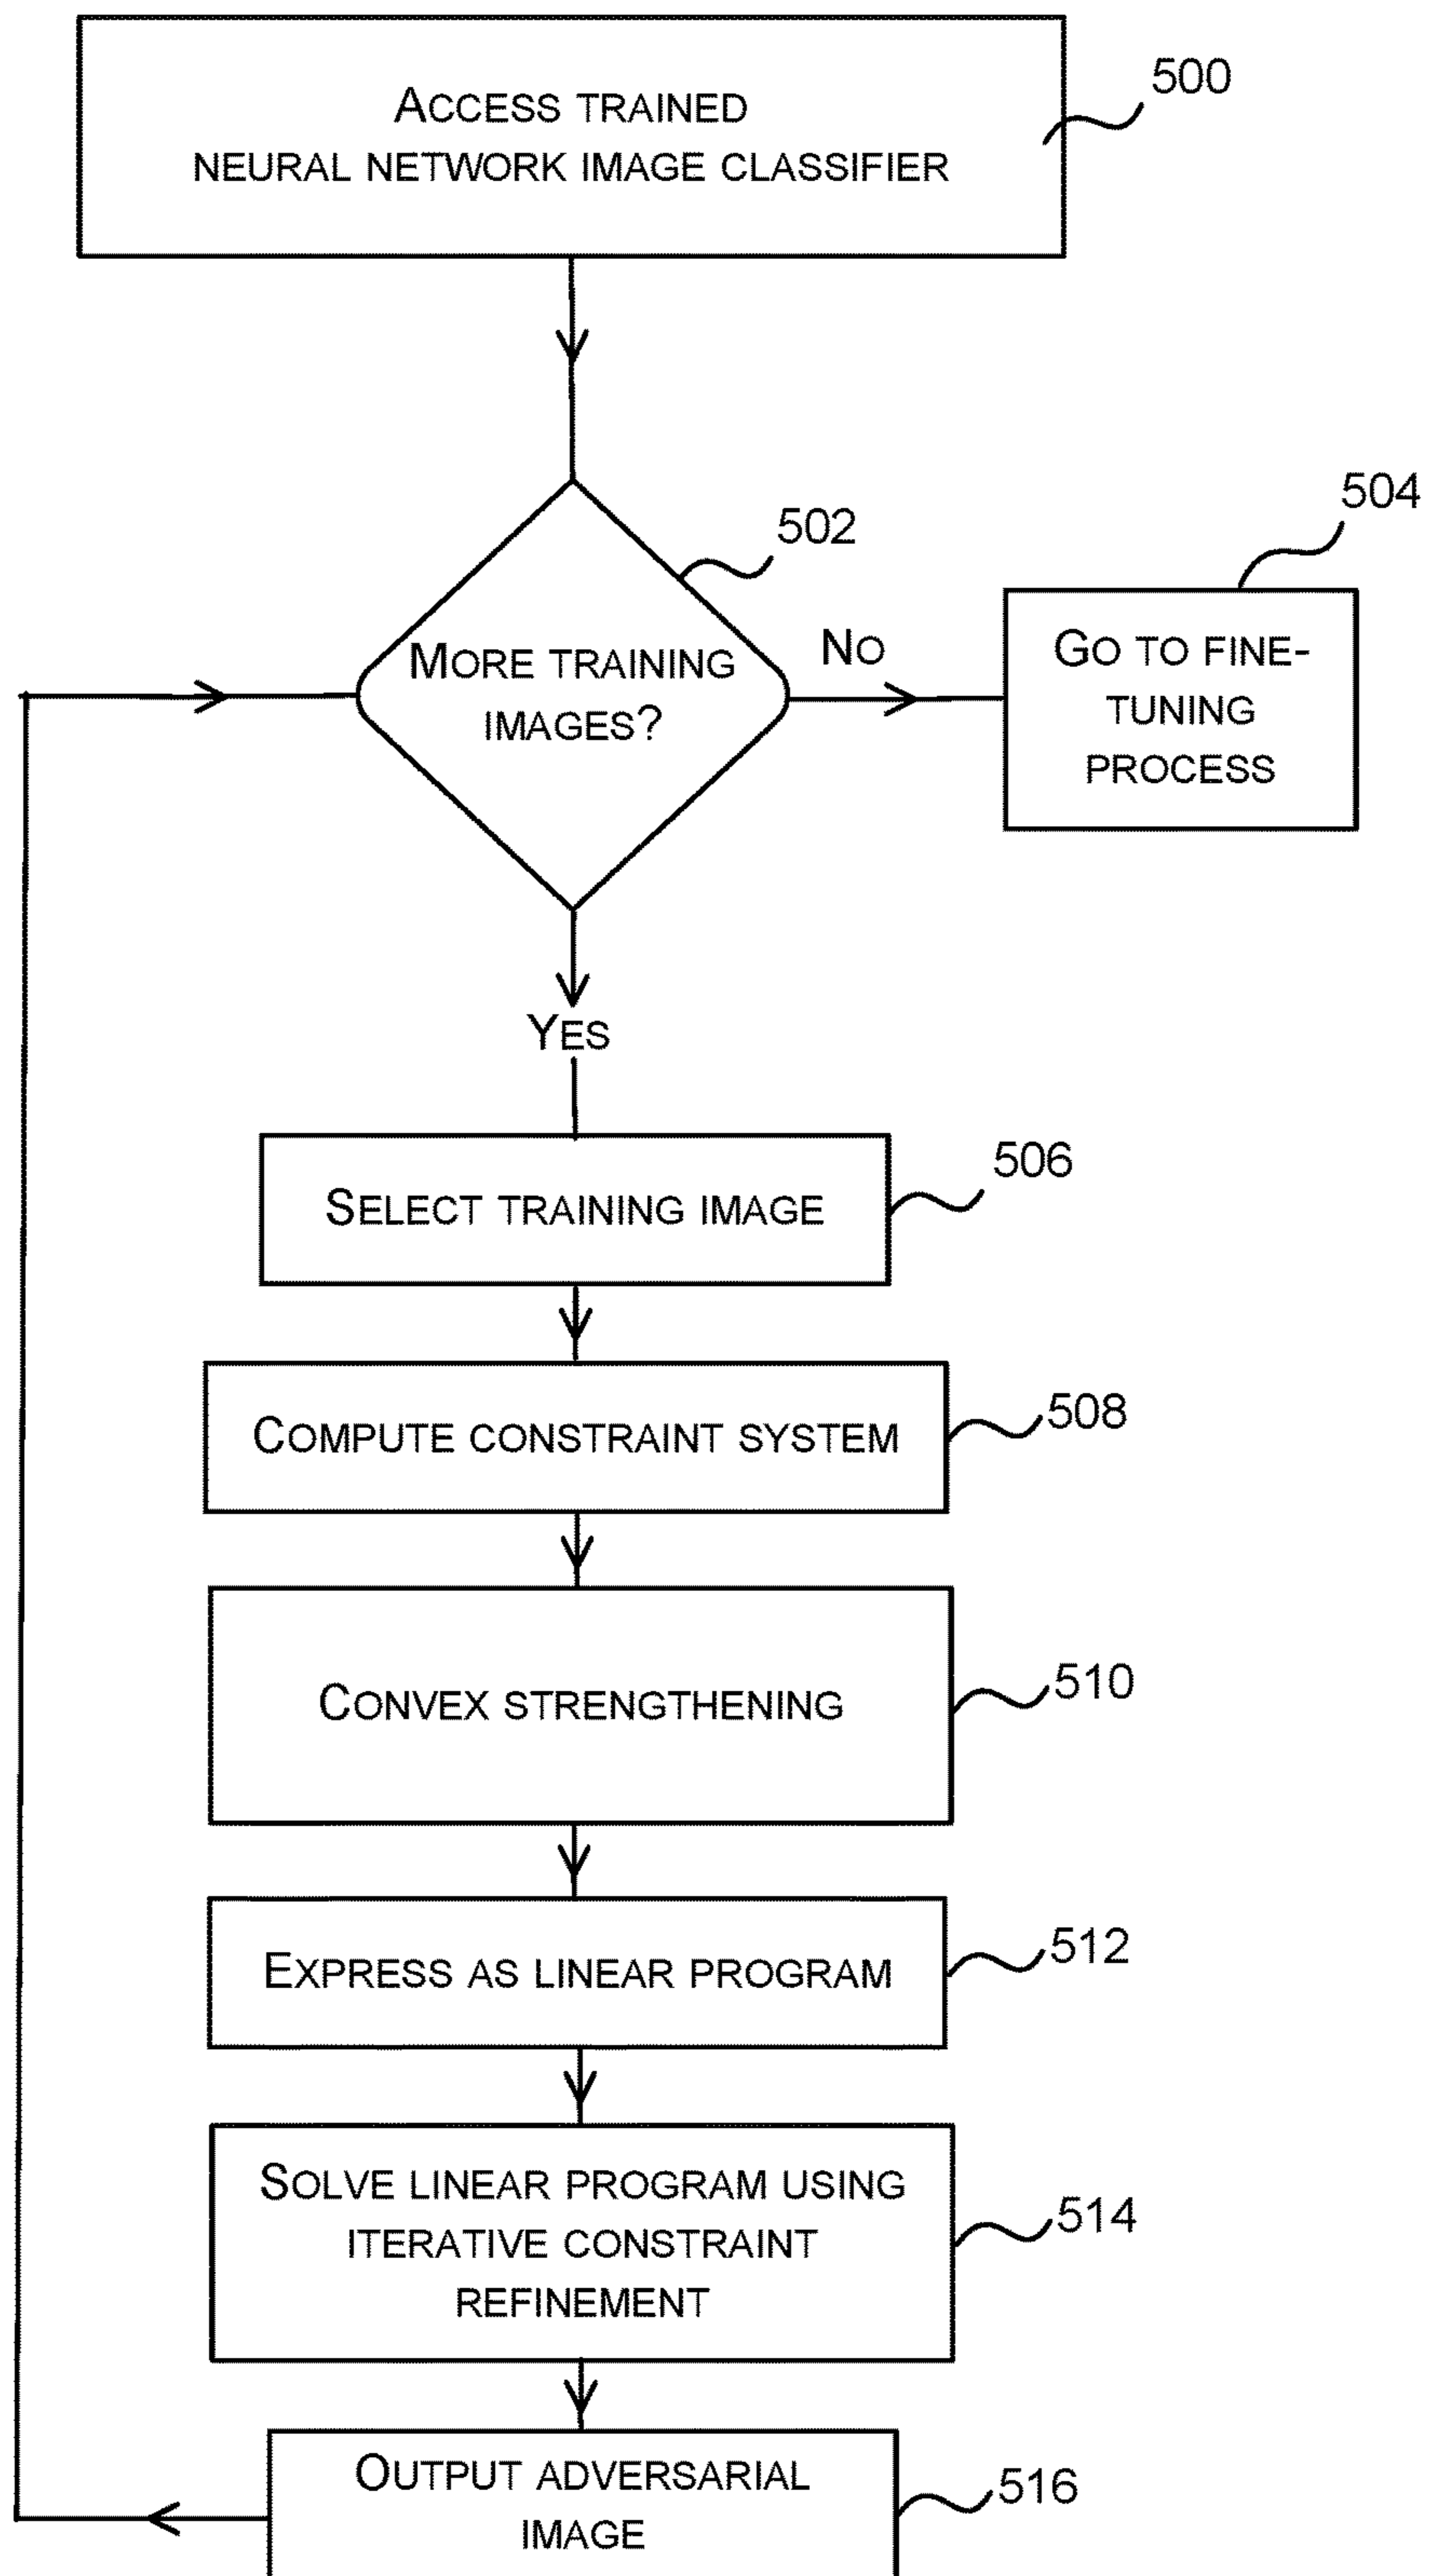 ACCESS TRAINED
NEURAL NETWORK IMAGE CLASSIFIER
500
502
504
MORE TRAINING
IMAGES?
NO
GO TO FINE-
TUNING
PROCESS
YES
506
SELECT TRAINING IMAGE
508
COMPUTE CONSTRAINT SYSTEM
510
CONVEX STRENGTHENING
512
EXPRESS AS LINEAR PROGRAM
514
SOLVE LINEAR PROGRAM USING
ITERATIVE CONSTRAINT
REFINEMENT
516
OUTPUT ADVERSARIAL
IMAGE